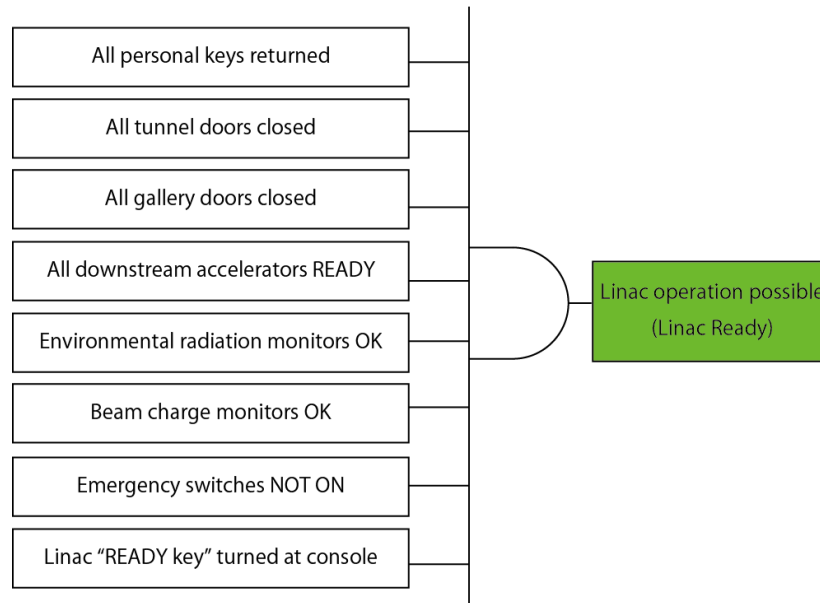 All personal keys returned
All tunnel doors closed
All gallery doors closed
All downstream accelerators READY
Environmental radiation monitors OK
Beam charge monitors OK
Emergency switches NOT ON
Linac “READY key” turned at console
Linac operation possible
(Linac Ready)